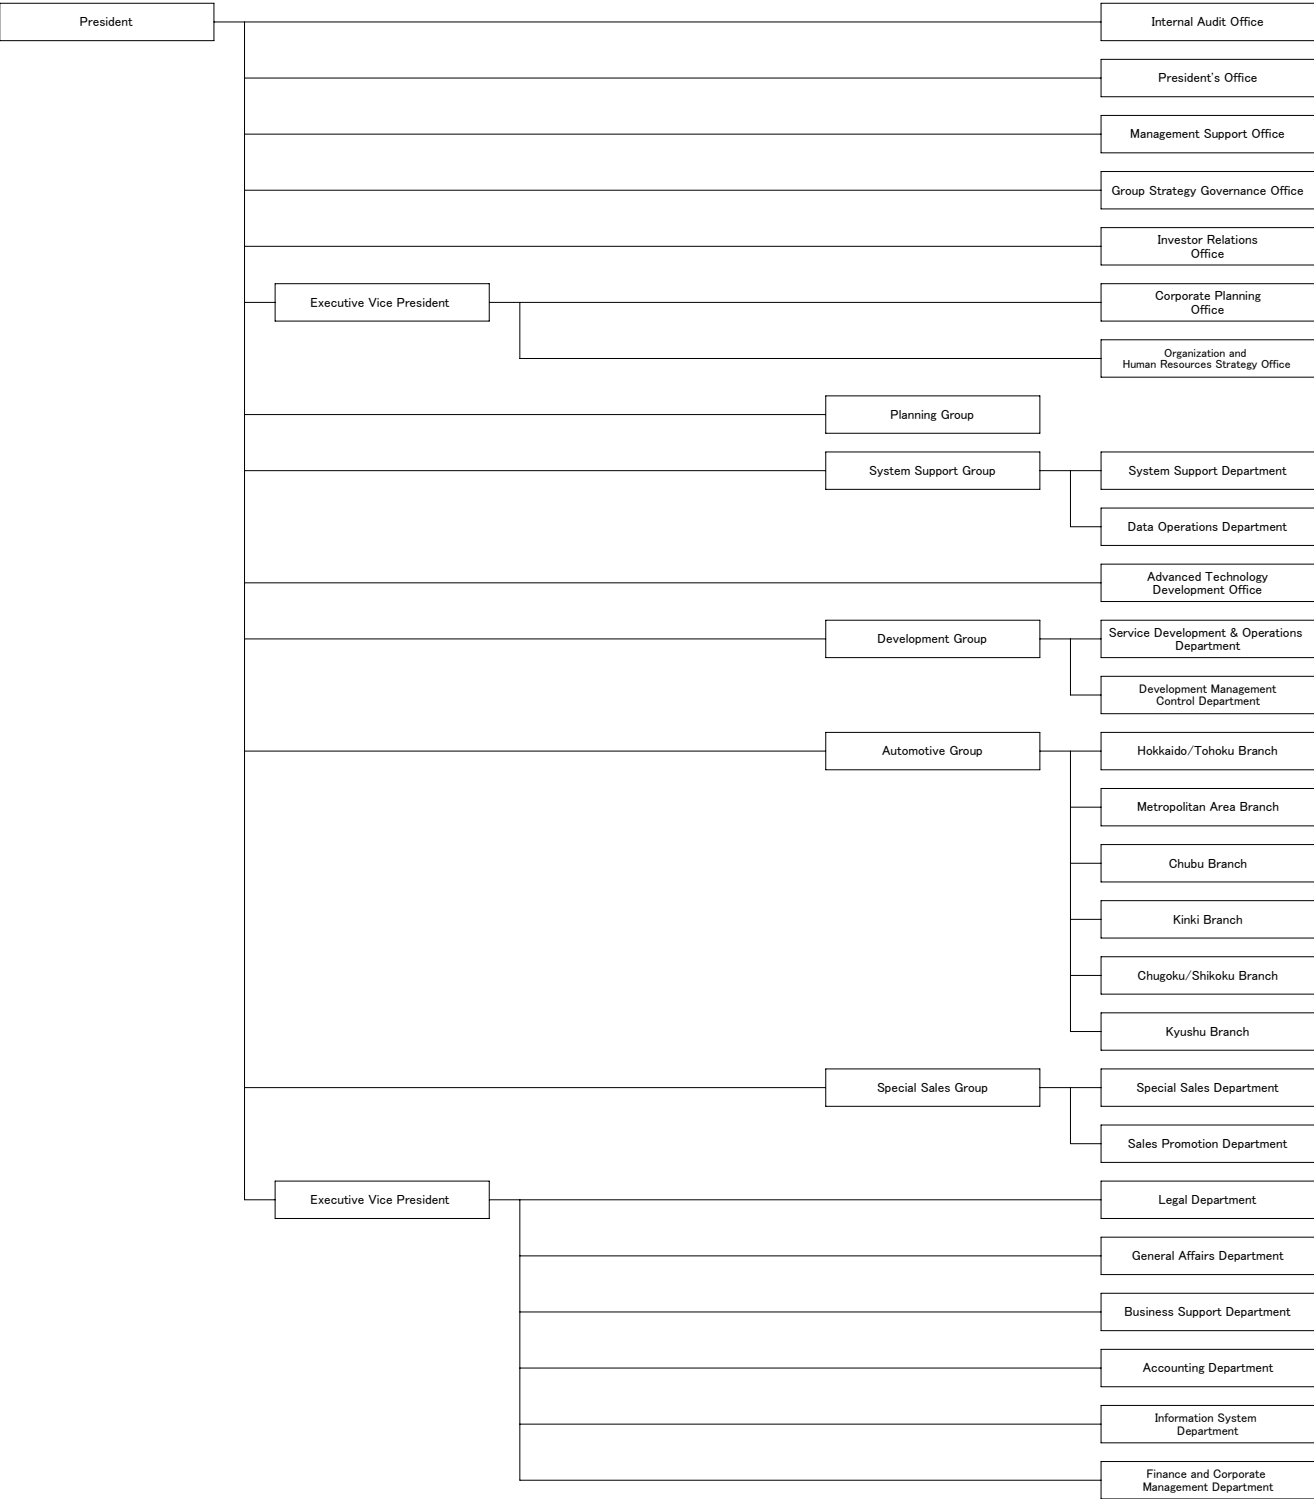 President
Internal Audit Office
President's Office
Management Support Office
Group Strategy Governance Office
Investor Relations
Office
Executive Vice President
Corporate Planning
Office
Organization and
Human Resources Strategy Office
Planning Group
System Support Group
System Support Department
Data Operations Department
Advanced Technology
Development Office
Development Group
Service Development & Operations
Department
Development Management
Control Department
Automotive Group
Hokkaido/Tohoku Branch
Metropolitan Area Branch
Chubu Branch
Kinki Branch
Chugoku/Shikoku Branch
Kyushu Branch
Special Sales Group
Special Sales Department
Sales Promotion Department
Executive Vice President
Legal Department
General Affairs Department
Business Support Department
Accounting Department
Information System
Department
Finance and Corporate
Management Department